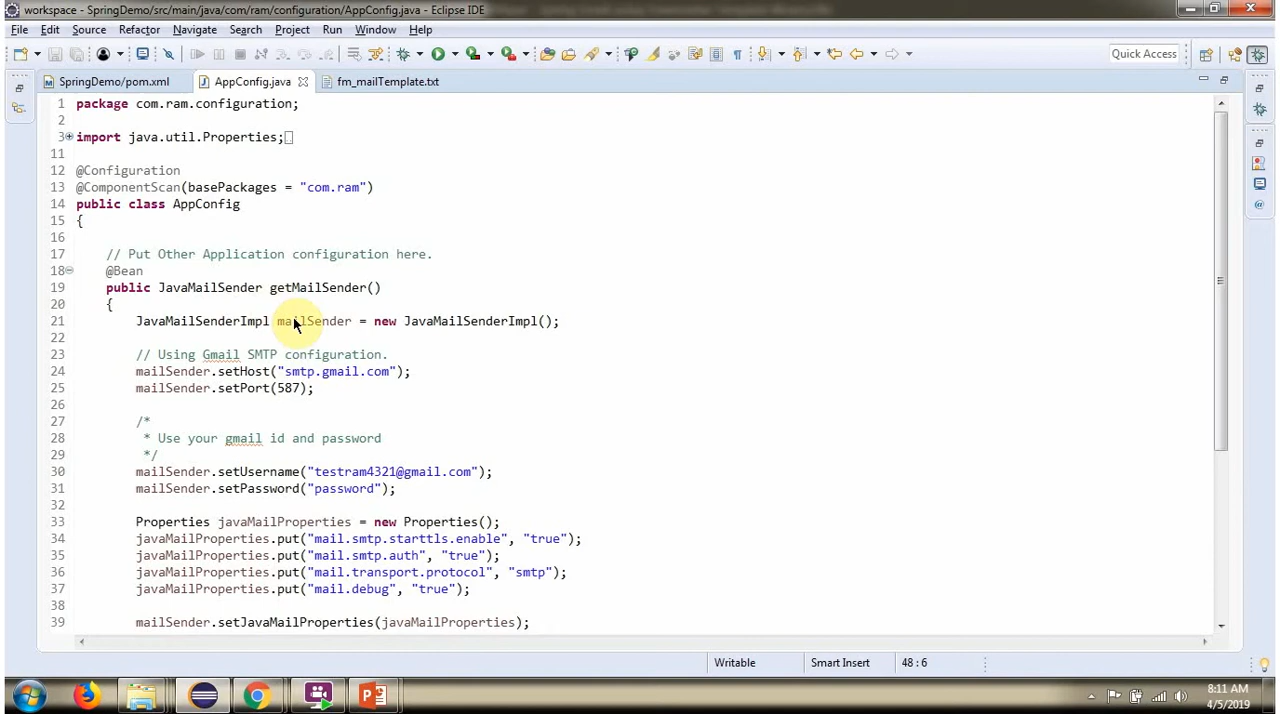 workspace - SpringDemo/src/main/java/com/ram/configuration/AppConfig.java - Eclipse IDE
File Edit Source Refactor Navigate Search Project Run Window Help
Quick Access
SpringDemo/pom.xml AppConfig.java fm_mailTemplate.txt
1 package com.ram.configuration;
2
3 import java.util.Properties;
11
12 @Configuration
13 @ComponentScan(basePackages = "com.ram")
14 public class AppConfig
15 {
16
17 // Put Other Application configuration here.
18 @Bean
19 public JavaMailSender getMailSender()
20 {
21 JavaMailSenderImpl mailSender = new JavaMailSenderImpl();
22
23 // Using Gmail SMTP configuration.
24 mailSender.setHost("smtp.gmail.com");
25 mailSender.setPort(587);
26
27 /*
28 * Use your gmail id and password
29 */
30 mailSender.setUsername("testram4321@gmail.com");
31 mailSender.setPassword("password");
32
33 Properties javaMailProperties = new Properties();
34 javaMailProperties.put("mail.smtp.starttls.enable", "true");
35 javaMailProperties.put("mail.smtp.auth", "true");
36 javaMailProperties.put("mail.transport.protocol", "smtp");
37 javaMailProperties.put("mail.debug", "true");
38
39 mailSender.setJavaMailProperties(javaMailProperties);
Writable Smart Insert 48 : 6
8:11 AM
4/5/2019